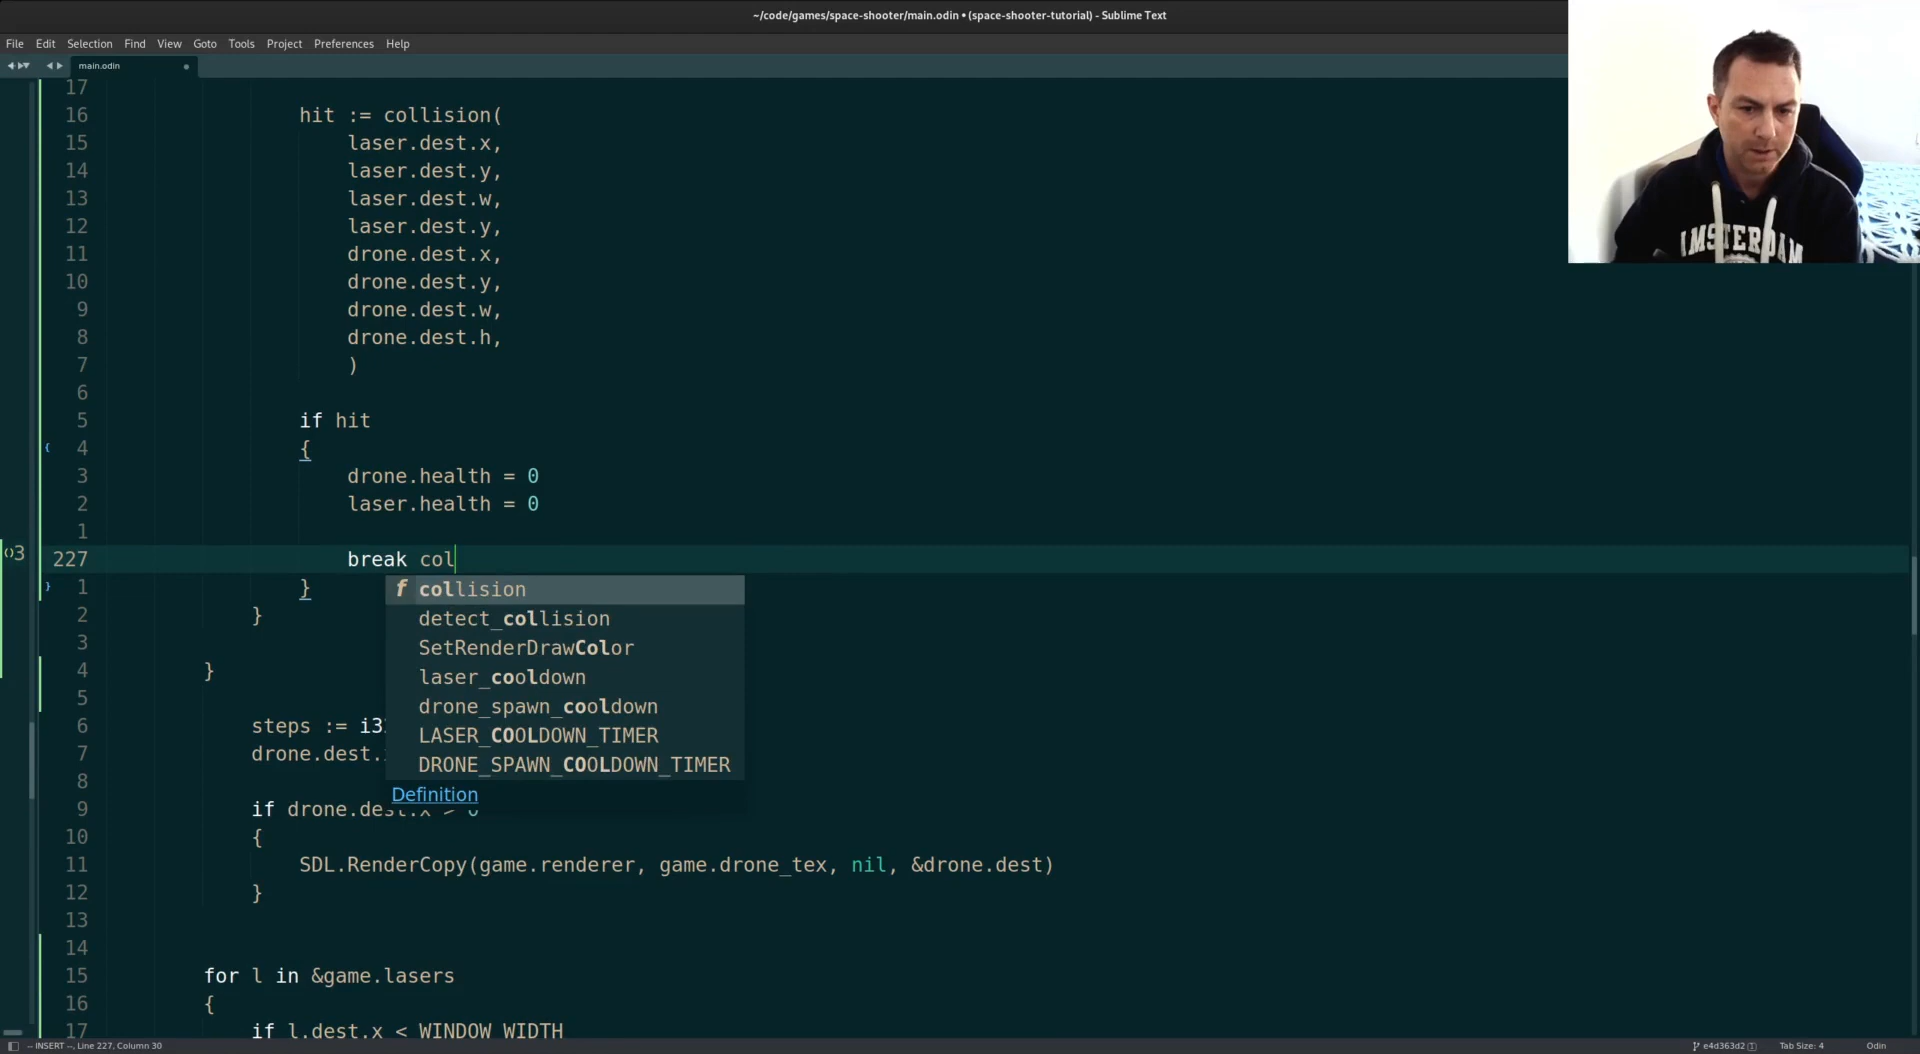 ~/code/games/space-shooter/main.odin • (space-shooter-tutorial) - Sublime Text
File Edit Selection Find View Goto Tools Project Preferences Help
main.odin
17
16 hit := collision(
15 laser.dest.x,
14 laser.dest.y,
13 laser.dest.w,
12 laser.dest.y,
11 drone.dest.x,
10 drone.dest.y,
9 drone.dest.w,
8 drone.dest.h,
7 )
6
5 if hit
{ 4 {
3 drone.health = 0
2 laser.health = 0
1
3 227 break col
} 1 }
f collision
2 }
detect_collision
3
SetRenderDrawColor
4 }
laser_cooldown
5
drone_spawn_cooldown
6 steps := i3
LASER_COOLDOWN_TIMER
7 drone.dest.
DRONE_SPAWN_COOLDOWN_TIMER
8
Definition
9 if drone.dest.x > 0
10 {
11 SDL.RenderCopy(game.renderer, game.drone_tex, nil, &drone.dest)
12 }
13
14
15 for l in &game.lasers
16 {
17 if l.dest.x < WINDOW_WIDTH
-- INSERT --, Line 227, Column 30
e4d363d2 1 Tab Size: 4 Odin